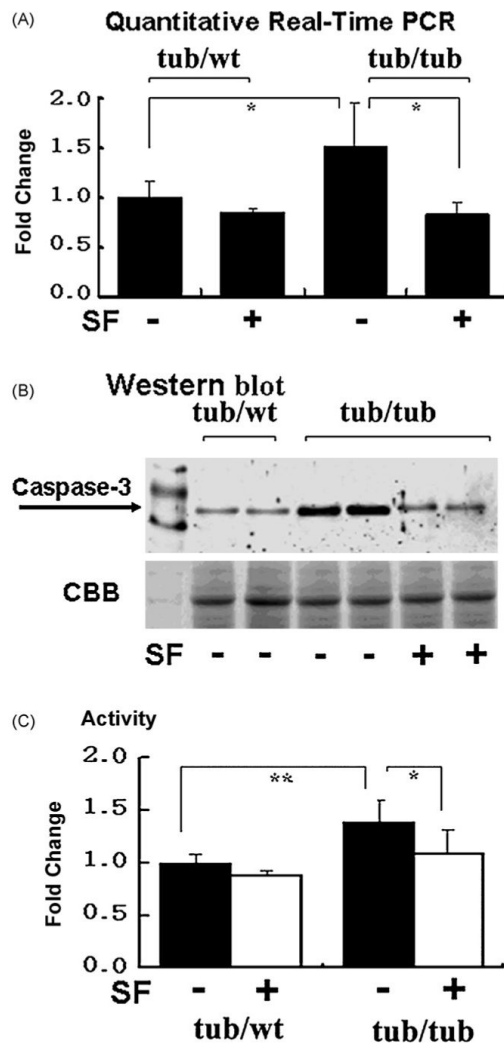 (A)
Quantitative Real-Time PCR
tub/wt tub/tub
* *
Fold Change
2.0
1.5
1.0
0.5
0.0
SF - + - +
(B)
Western blot
tub/wt tub/tub
Caspase-3
CBB
SF - - - - + +
(C)
Activity
** *
Fold Change
2.0
1.5
1.0
0.5
0.0
SF - + - +
tub/wt tub/tub